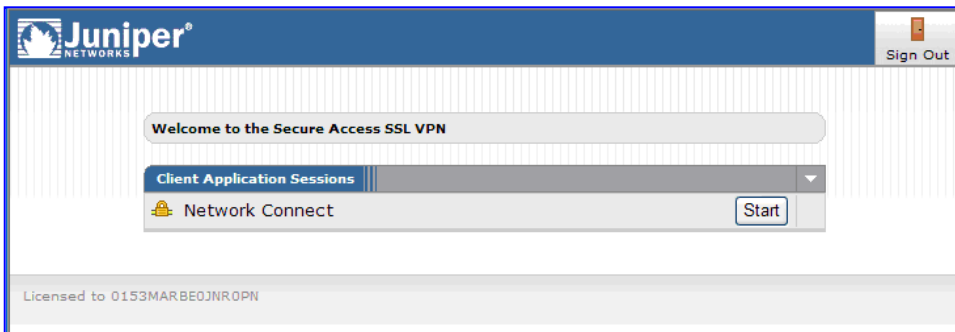 Juniper®
NETWORKS
Sign Out
Welcome to the Secure Access SSL VPN
Client Application Sessions
Network Connect
Start
Licensed to 0153MARBE0JNR0PN